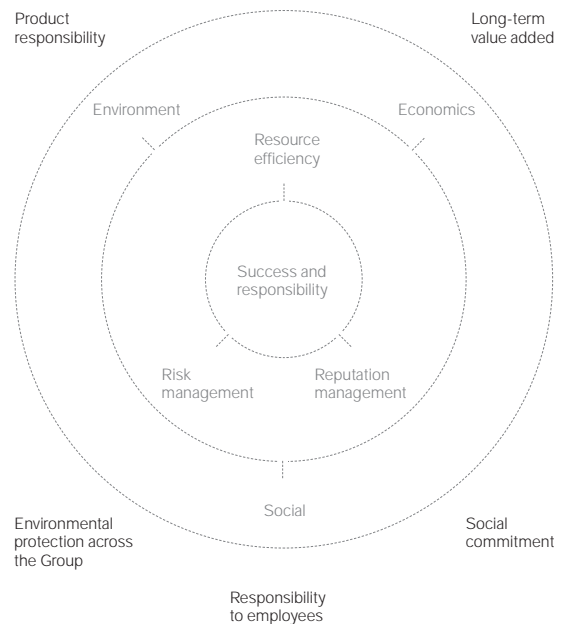 Product
responsibility
Long-term
value added
Environment
Economics
Resource
efficiency
Success and
responsibility
Risk
management
Reputation
management
Social
Environmental
protection across
the Group
Social
commitment
Responsibility
to employees